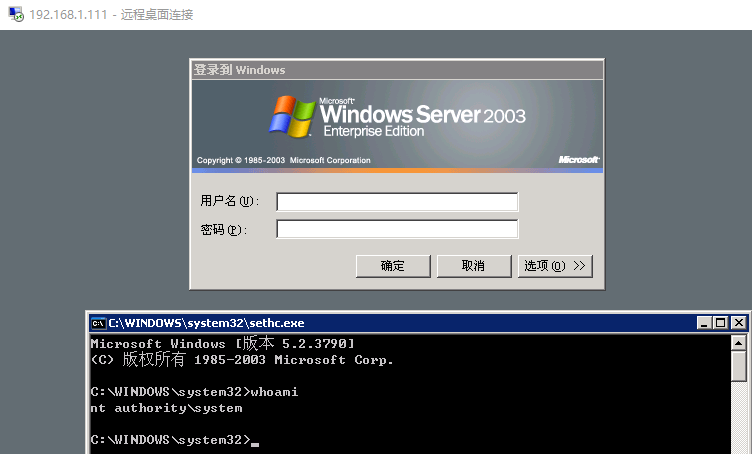 192.168.1.111 - 远程桌面连接
登录到 Windows
Microsoft
Windows Server 2003
Enterprise Edition
Copyright © 1985-2003 Microsoft Corporation
Microsoft
用户名(U):
密码(P):
确定 取消 选项(O) >>
C:\WINDOWS\system32\sethc.exe
Microsoft Windows [版本 5.2.3790]
(C) 版权所有 1985-2003 Microsoft Corp.
C:\WINDOWS\system32>whoami
nt authority\system
C:\WINDOWS\system32>_